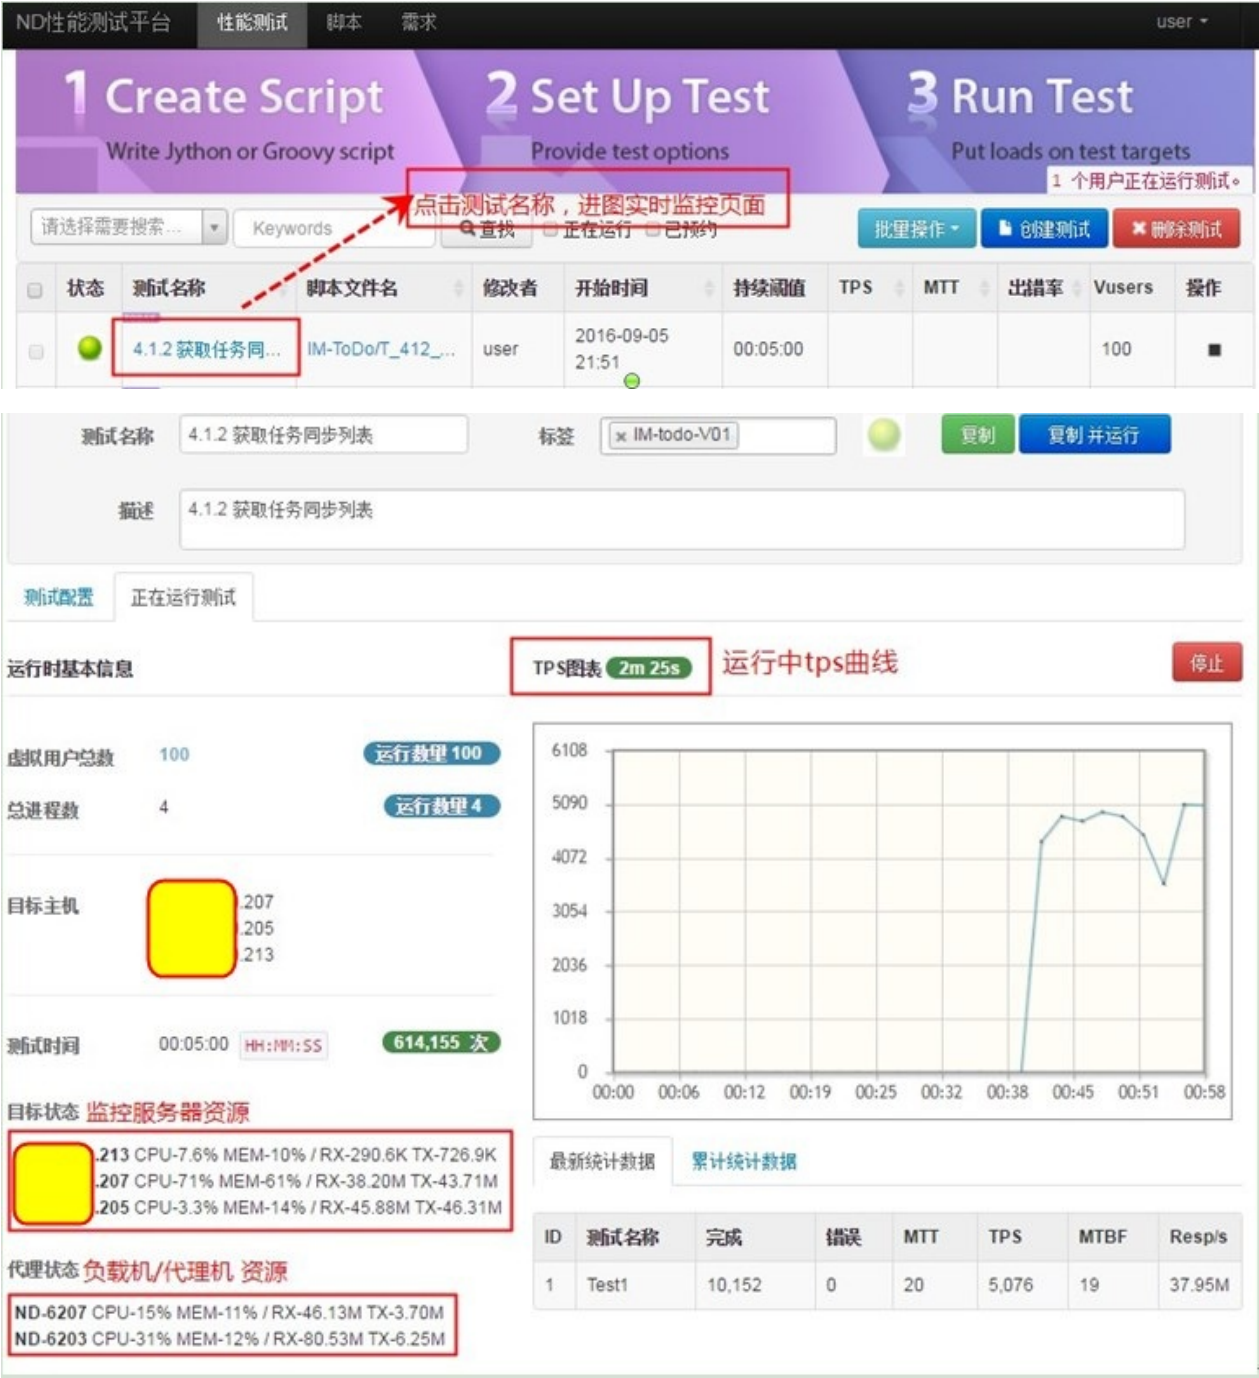 ND性能测试平台 性能测试 脚本 需求 user
1 Create Script 2 Set Up Test 3 Run Test
Write Jython or Groovy script Provide test options Put loads on test targets
1 个用户正在运行测试。
点击测试名称，进图实时监控页面
请选择需要搜索... Keywords 查找 正在运行 已预约 批里操作 创建测试 删除测试
状态 测试名称 脚本文件名 修改者 开始时间 持续阈值 TPS MTT 出错率 Vusers 操作
4.1.2 获取任务同... IM-ToDo/T_412_... user 2016-09-05 00:05:00 100
21:51
测试名称 4.1.2 获取任务同步列表 标签 × IM-todo-V01 复制 复制并运行
描述 4.1.2 获取任务同步列表
测试配置 正在运行测试
运行时基本信息 TPS图表 2m 25s 运行中tps曲线 停止
虚拟用户总数 100 运行数里 100
总进程数 4 运行数里 4
目标主机 .207
.205
.213
测试时间 00:05:00 HH:MM:SS 614,155 次
目标状态 监控服务器资源
.213 CPU-7.6% MEM-10% / RX-290.6K TX-726.9K
.207 CPU-71% MEM-61% / RX-38.20M TX-43.71M
.205 CPU-3.3% MEM-14% / RX-45.88M TX-46.31M
代理状态 负载机/代理机 资源
ND-6207 CPU-15% MEM-11% / RX-46.13M TX-3.70M
ND-6203 CPU-31% MEM-12% / RX-80.53M TX-6.25M
6108
5090
4072
3054
2036
1018
0
00:00 00:06 00:12 00:19 00:25 00:32 00:38 00:45 00:51 00:58
最新统计数据 累计统计数据
ID 测试名称 完成 错误 MTT TPS MTBF Resp/s
1 Test1 10,152 0 20 5,076 19 37.95M